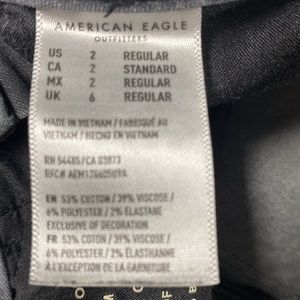 AMERICAN EAGLE
OUTFITTERS
US 2 REGULAR
CA 2 STANDARD
MX 2 REGULAR
UK 6 REGULAR
MADE IN VIETNAM / FABRIQUÉ AU
VIETNAM / HECHO EN VIETNAM
RN 54485/CA 03873
EN 53% COTTON / 39% VISCOSE /
6% POLYESTER / 2% ELASTANE
EXCLUSIVE OF DECORATION
FR 53% COTON / 39% VISCOSE /
6% POLYESTER / 2% ÉLASTANE
À L'EXCEPTION DE LA GARNITURE